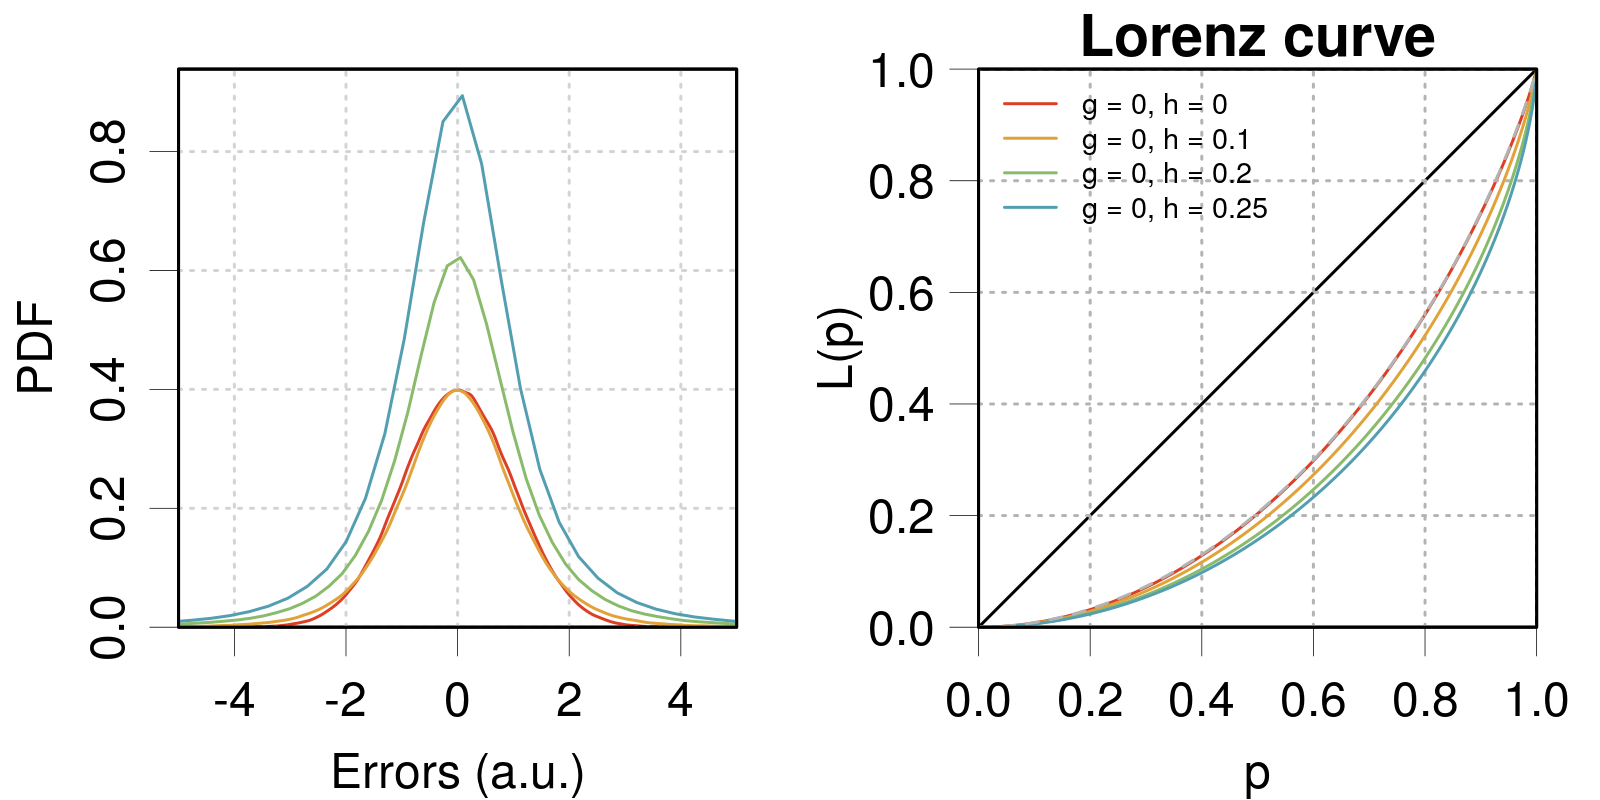 PDF
0.0
0.2
0.4
0.6
0.8
-4 -2 0 2 4
Errors (a.u.)
Lorenz curve
L(p)
1.0
0.8
0.6
0.4
0.2
0.0
g = 0, h = 0
g = 0, h = 0.1
g = 0, h = 0.2
g = 0, h = 0.25
0.0 0.2 0.4 0.6 0.8 1.0
p